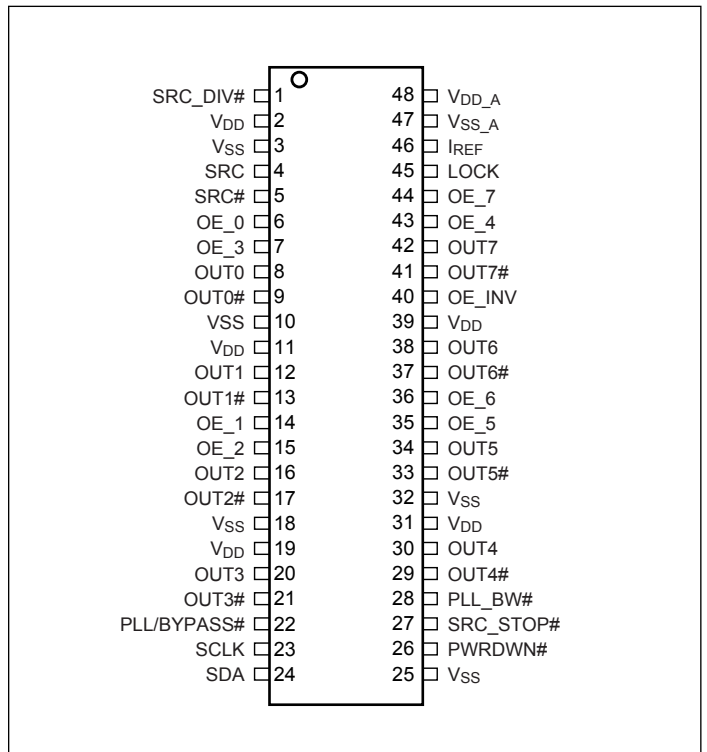 SRC_DIV# 1 48 VDD_A
VDD 2 47 VSS_A
VSS 3 46 IREF
SRC 4 45 LOCK
SRC# 5 44 OE_7
OE_0 6 43 OE_4
OE_3 7 42 OUT7
OUT0 8 41 OUT7#
OUT0# 9 40 OE_INV
VSS 10 39 VDD
VDD 11 38 OUT6
OUT1 12 37 OUT6#
OUT1# 13 36 OE_6
OE_1 14 35 OE_5
OE_2 15 34 OUT5
OUT2 16 33 OUT5#
OUT2# 17 32 VSS
VSS 18 31 VDD
VDD 19 30 OUT4
OUT3 20 29 OUT4#
OUT3# 21 28 PLL_BW#
PLL/BYPASS# 22 27 SRC_STOP#
SCLK 23 26 PWRDWN#
SDA 24 25 VSS